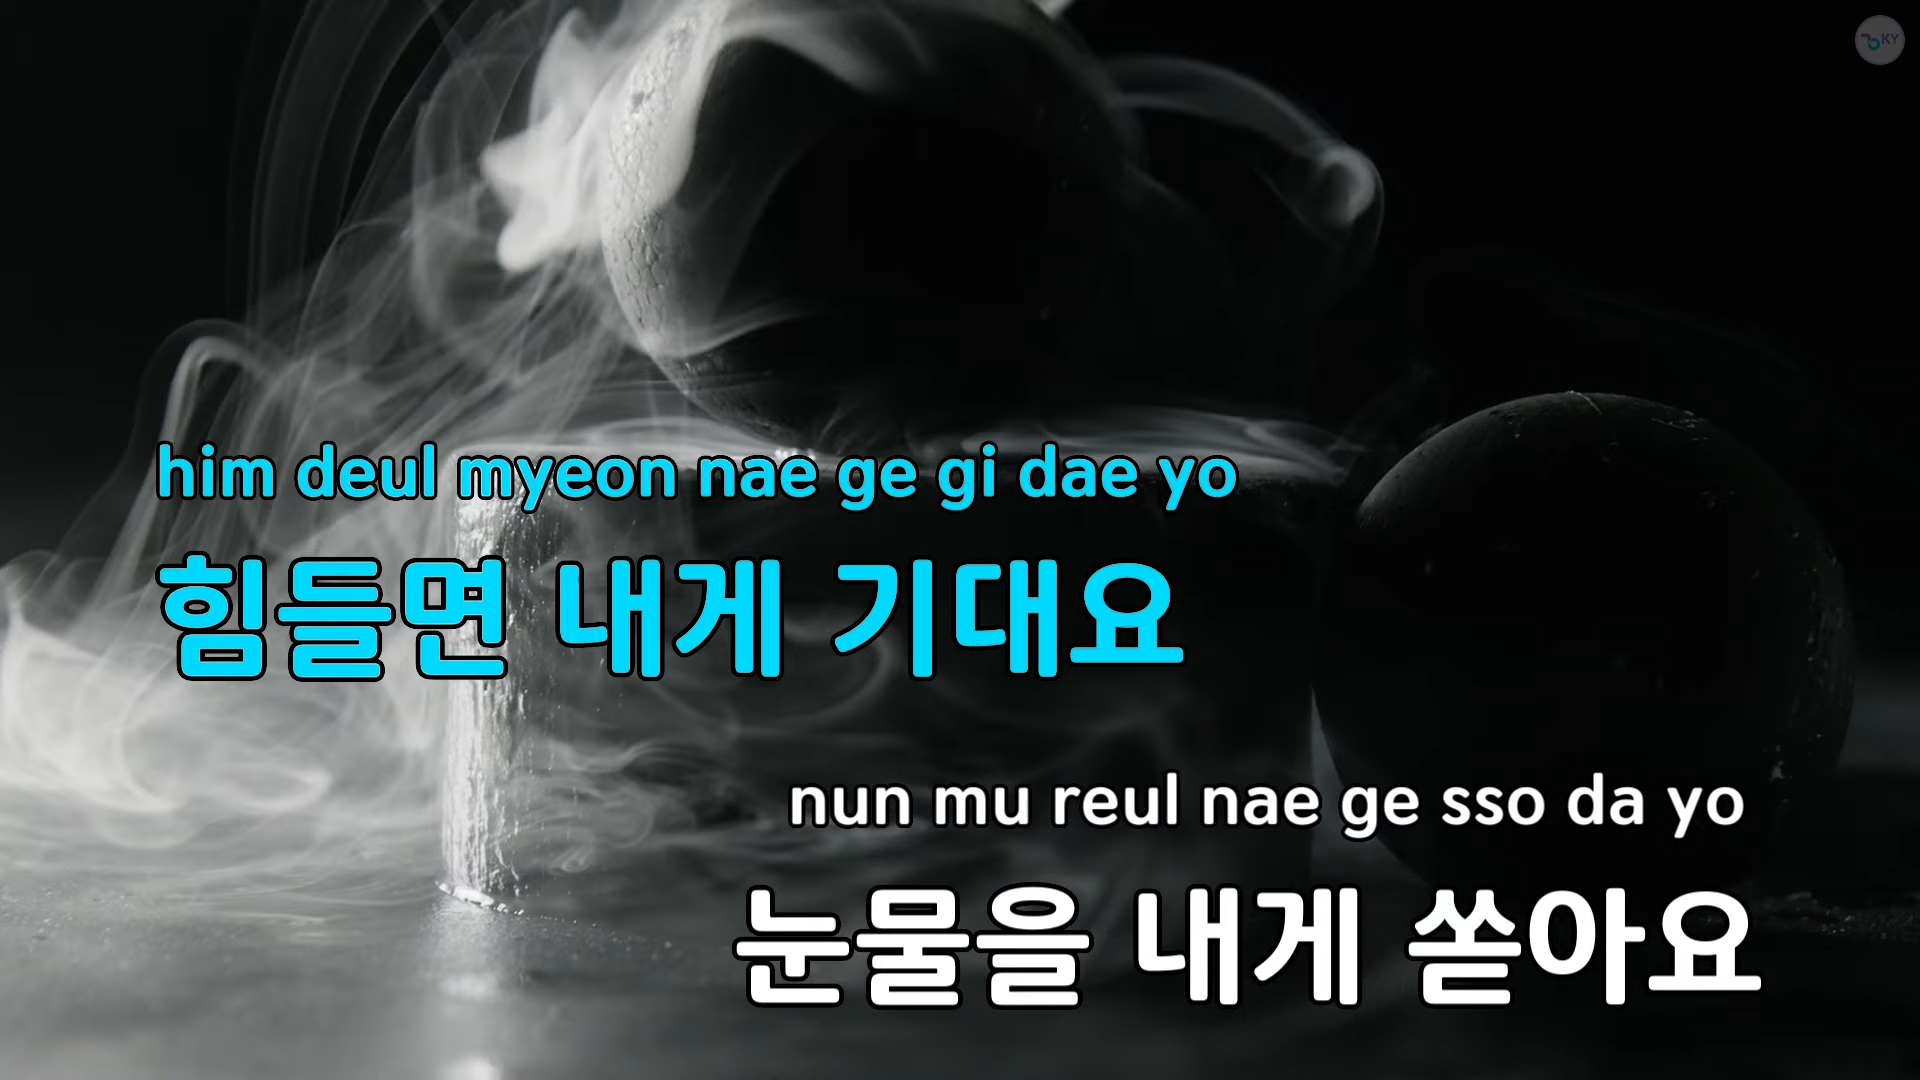 KY
him deul myeon nae ge gi dae yo
힘들면 내게 기대요
nun mu reul nae ge sso da yo
눈물을 내게 쏟아요